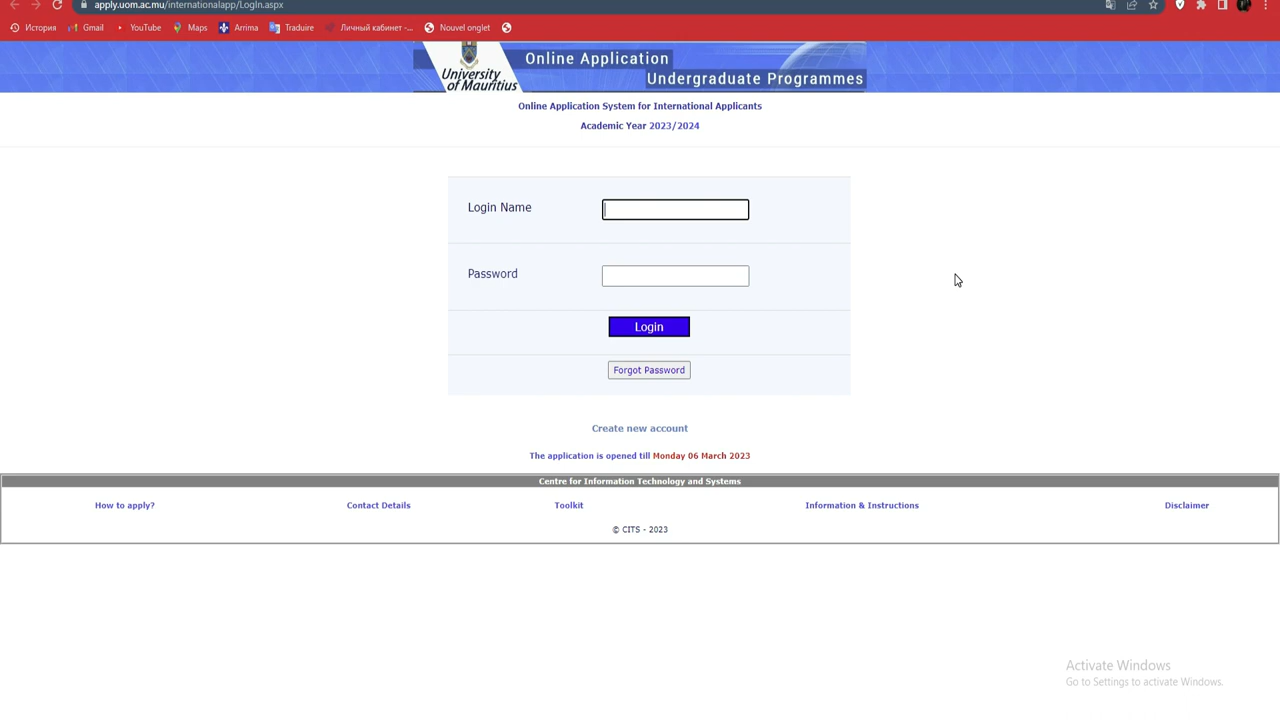 apply.uom.ac.mu/internationalapp/LogIn.aspx
История Gmail YouTube Maps Arrima Traduire Личный кабинет -... Nouvel onglet
University of Mauritius
Online Application
Undergraduate Programmes
Online Application System for International Applicants
Academic Year 2023/2024
Login Name
Password
Login
Forgot Password
Create new account
The application is opened till Monday 06 March 2023
Centre for Information Technology and Systems
How to apply? Contact Details Toolkit Information & Instructions Disclaimer
© CITS - 2023
Activate Windows
Go to Settings to activate Windows.